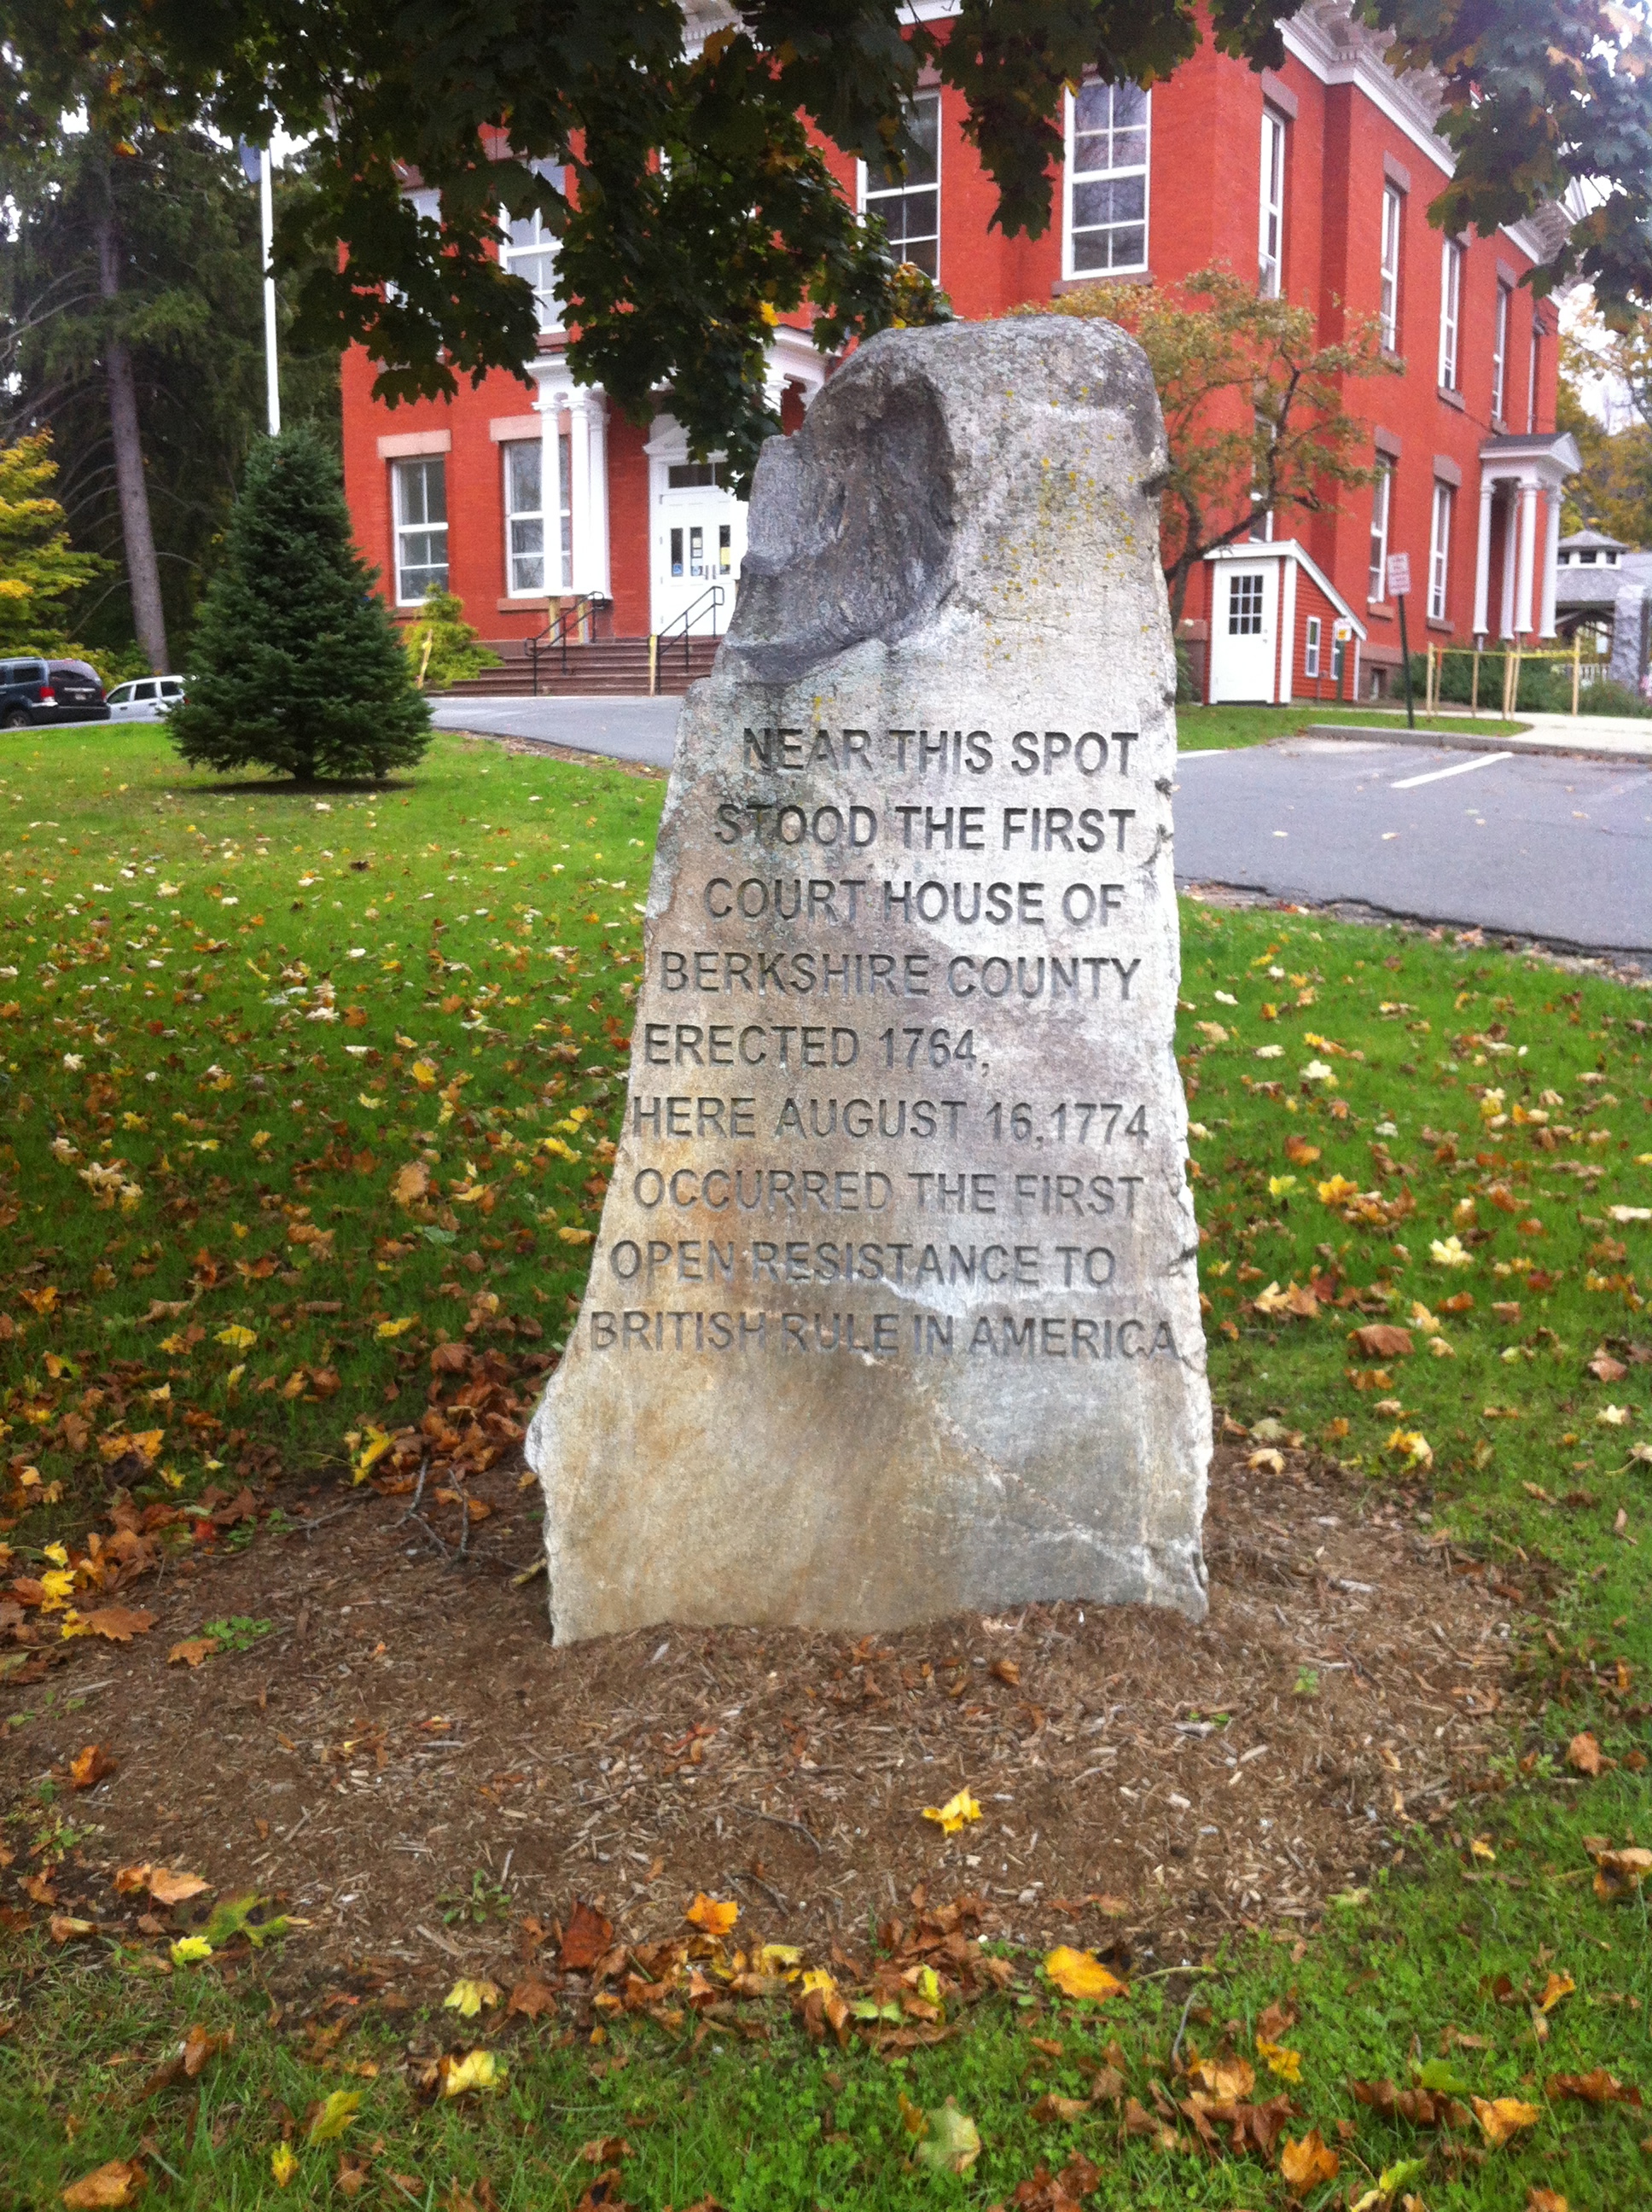 NEAR THIS SPOT
STOOD THE FIRST
COURT HOUSE OF
BERKSHIRE COUNTY
ERECTED 1764,
HERE AUGUST 16,1774
OCCURRED THE FIRST
OPEN RESISTANCE TO
BRITISH RULE IN AMERICA